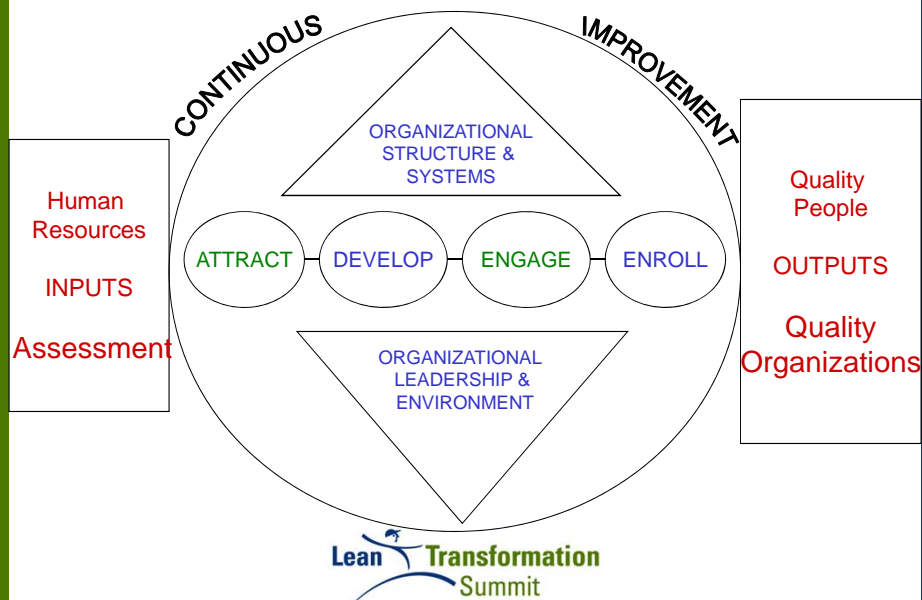 CONTINUOUS
IMPROVEMENT
ORGANIZATIONAL
STRUCTURE &
SYSTEMS
Human
Resources
INPUTS
Assessment
ATTRACT
DEVELOP
ENGAGE
ENROLL
ORGANIZATIONAL
LEADERSHIP &
ENVIRONMENT
Quality
People
OUTPUTS
Quality
Organizations
Lean Transformation
Summit